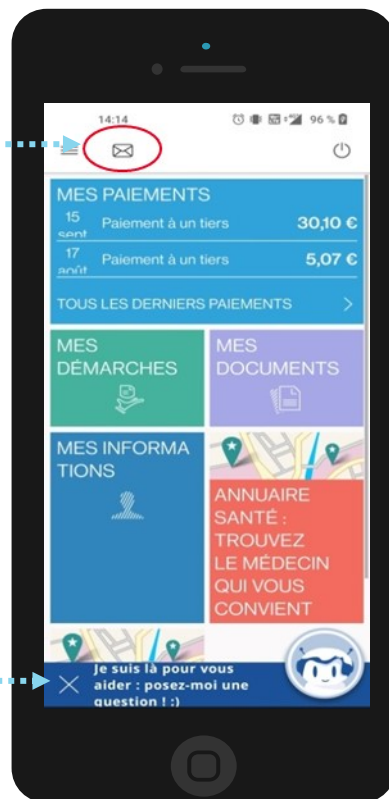 14:14
96 %
MES PAIEMENTS
15 sept Paiement à un tiers 30,10 €
17 août Paiement à un tiers 5,07 €
TOUS LES DERNIERS PAIEMENTS
MES
DÉMARCHES
MES
DOCUMENTS
MES INFORMA
TIONS
ANNUAIRE
SANTÉ :
TROUVEZ
LE MÉDECIN
QUI VOUS
CONVIENT
Je suis là pour vous
aider : posez-moi une
question ! :)